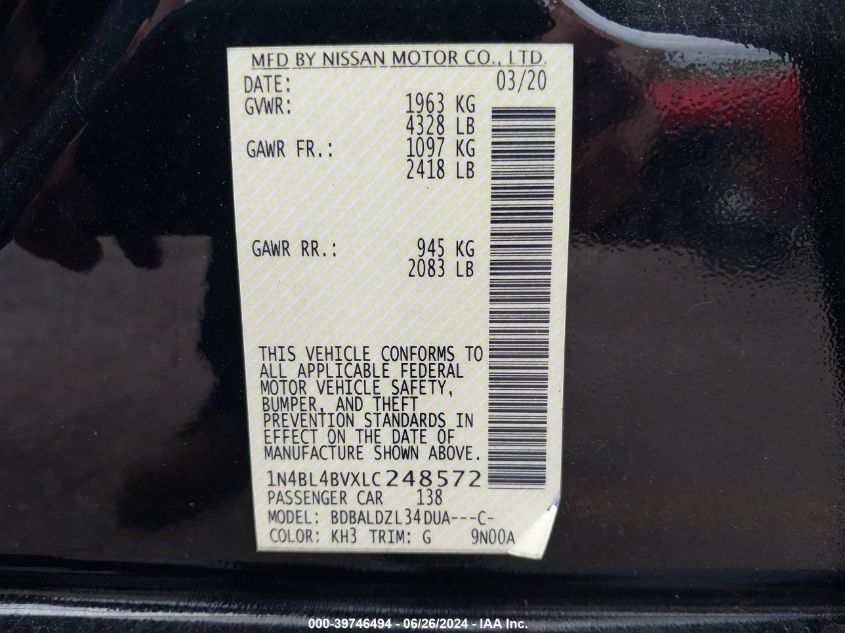 MFD BY NISSAN MOTOR CO., LTD.
DATE: 03/20
GVWR: 1963 KG
4328 LB
GAWR FR.: 1097 KG
2418 LB
GAWR RR.: 945 KG
2083 LB
THIS VEHICLE CONFORMS TO
ALL APPLICABLE FEDERAL
MOTOR VEHICLE SAFETY,
BUMPER, AND THEFT
PREVENTION STANDARDS IN
EFFECT ON THE DATE OF
MANUFACTURE SHOWN ABOVE.
1N4BL4BVXLC248572
PASSENGER CAR 138
MODEL: BDBALDZL34DUA---C-
COLOR: KH3 TRIM: G 9N00A
000-39746494 - 06/26/2024 - IAA Inc.